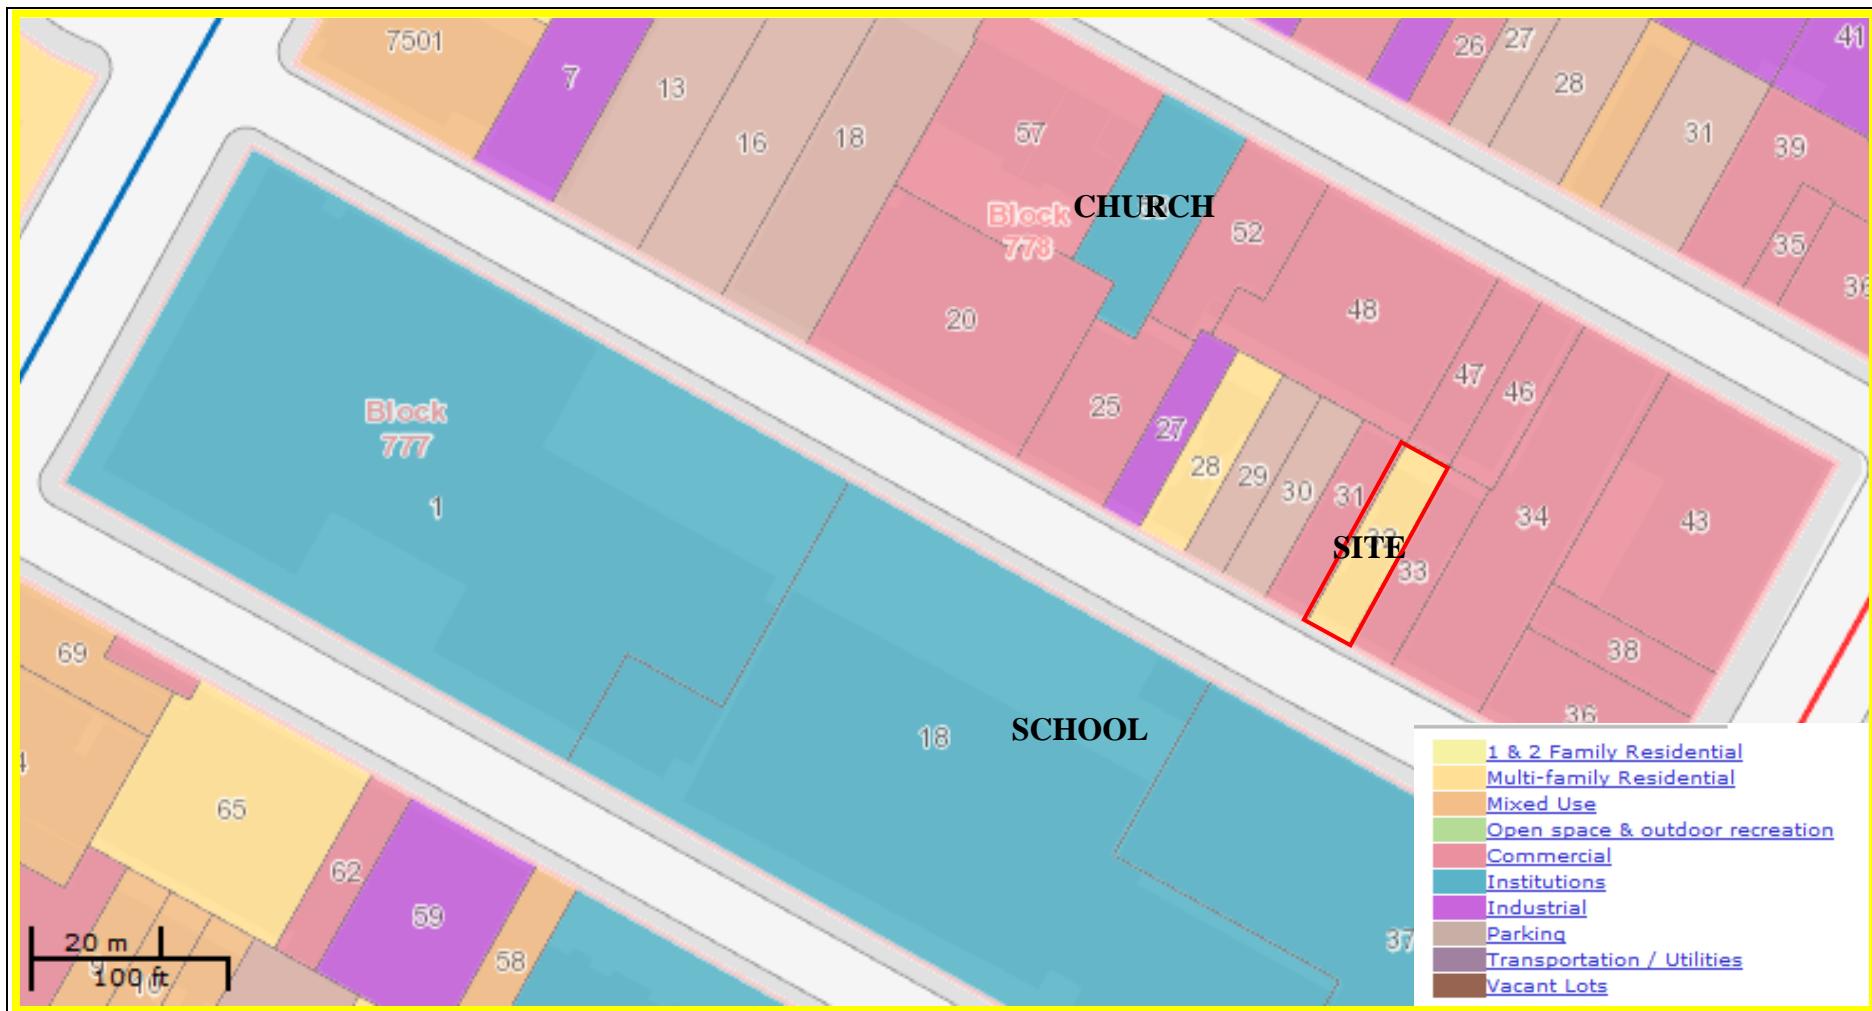 7501
7
13
16
18
57
CHURCH
Block
778
52
20
48
25
27
28
29
30
31
SITE
33
47
46
34
43
38
36
26
27
28
31
39
41
35
36
Block
777
1
18
SCHOOL
37
69
65
62
59
58
20 m
100 ft
1 & 2 Family Residential
Multi-family Residential
Mixed Use
Open space & outdoor recreation
Commercial
Institutions
Industrial
Parking
Transportation / Utilities
Vacant Lots